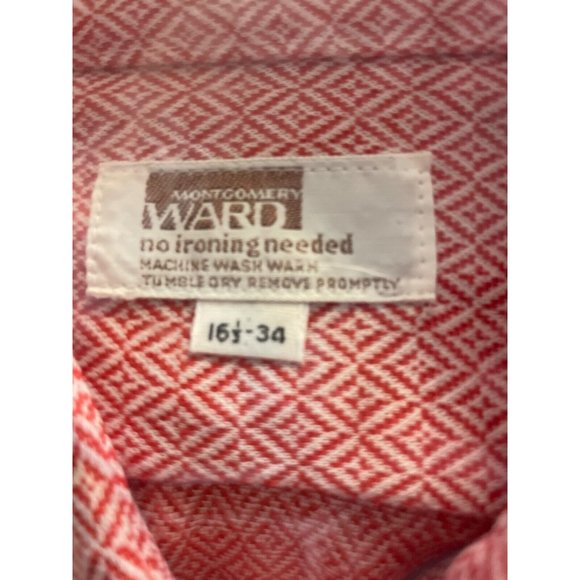 MONTGOMERY
WARD
no ironing needed
MACHINE WASH WARM
TUMBLE DRY REMOVE PROMPTLY
16½-34